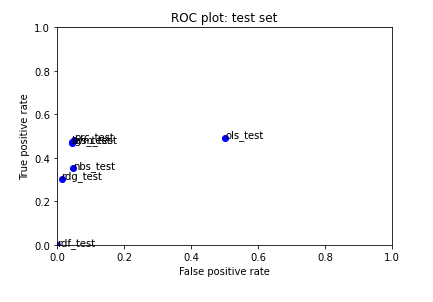 ROC plot: test set
1.0
0.8
0.6
0.4
0.2
0.0
True positive rate
prc_test
ols_test
nbs_test
rdg_test
rdf_test
0.0
0.2
0.4
0.6
0.8
1.0
False positive rate